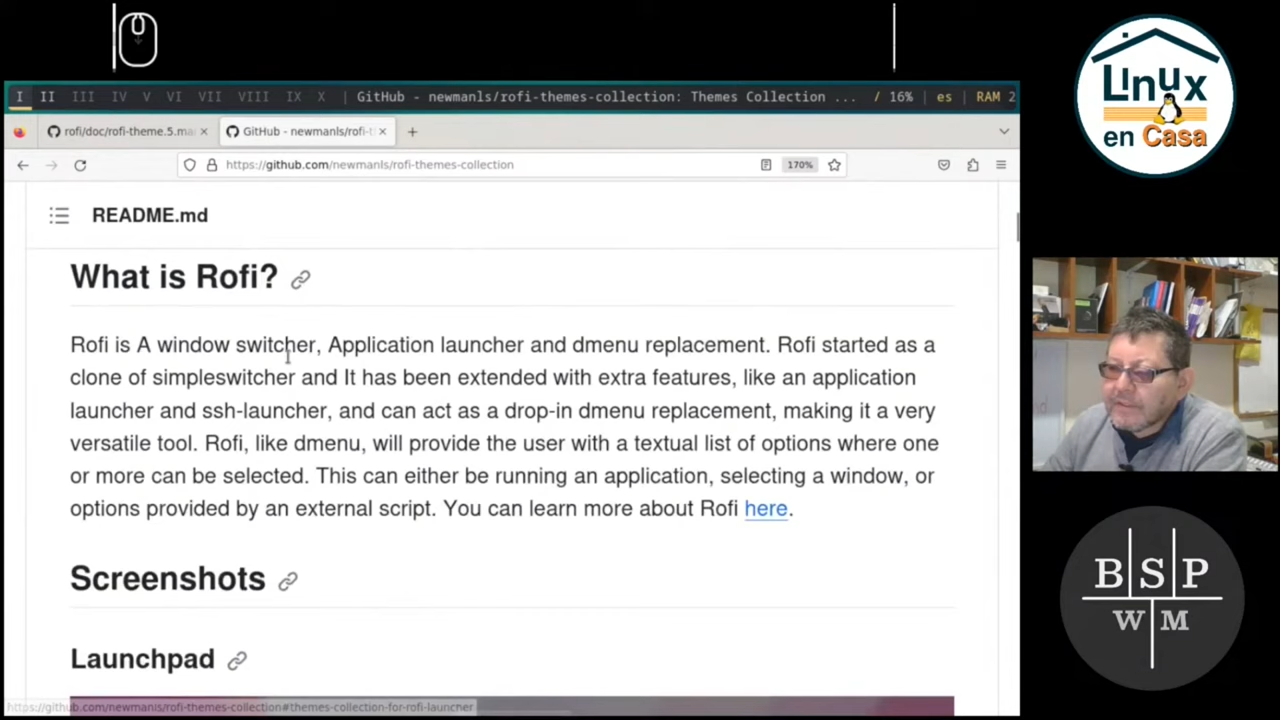 I II III IV V VI VII VIII IX X | GitHub - newmanls/rofi-themes-collection: Themes Collection ... / 16% | es | RAM 2
rofi/doc/rofi-theme.5.ma
GitHub - newmanls/rofi-t
https://github.com/newmanls/rofi-themes-collection
170%
README.md
What is Rofi?
Rofi is A window switcher, Application launcher and dmenu replacement. Rofi started as a
clone of simpleswitcher and It has been extended with extra features, like an application
launcher and ssh-launcher, and can act as a drop-in dmenu replacement, making it a very
versatile tool. Rofi, like dmenu, will provide the user with a textual list of options where one
or more can be selected. This can either be running an application, selecting a window, or
options provided by an external script. You can learn more about Rofi here.
Screenshots
Launchpad
https://github.com/newmanls/rofi-themes-collection#themes-collection-for-rofi-launcher
LInUx
en Casa
B S P
W M